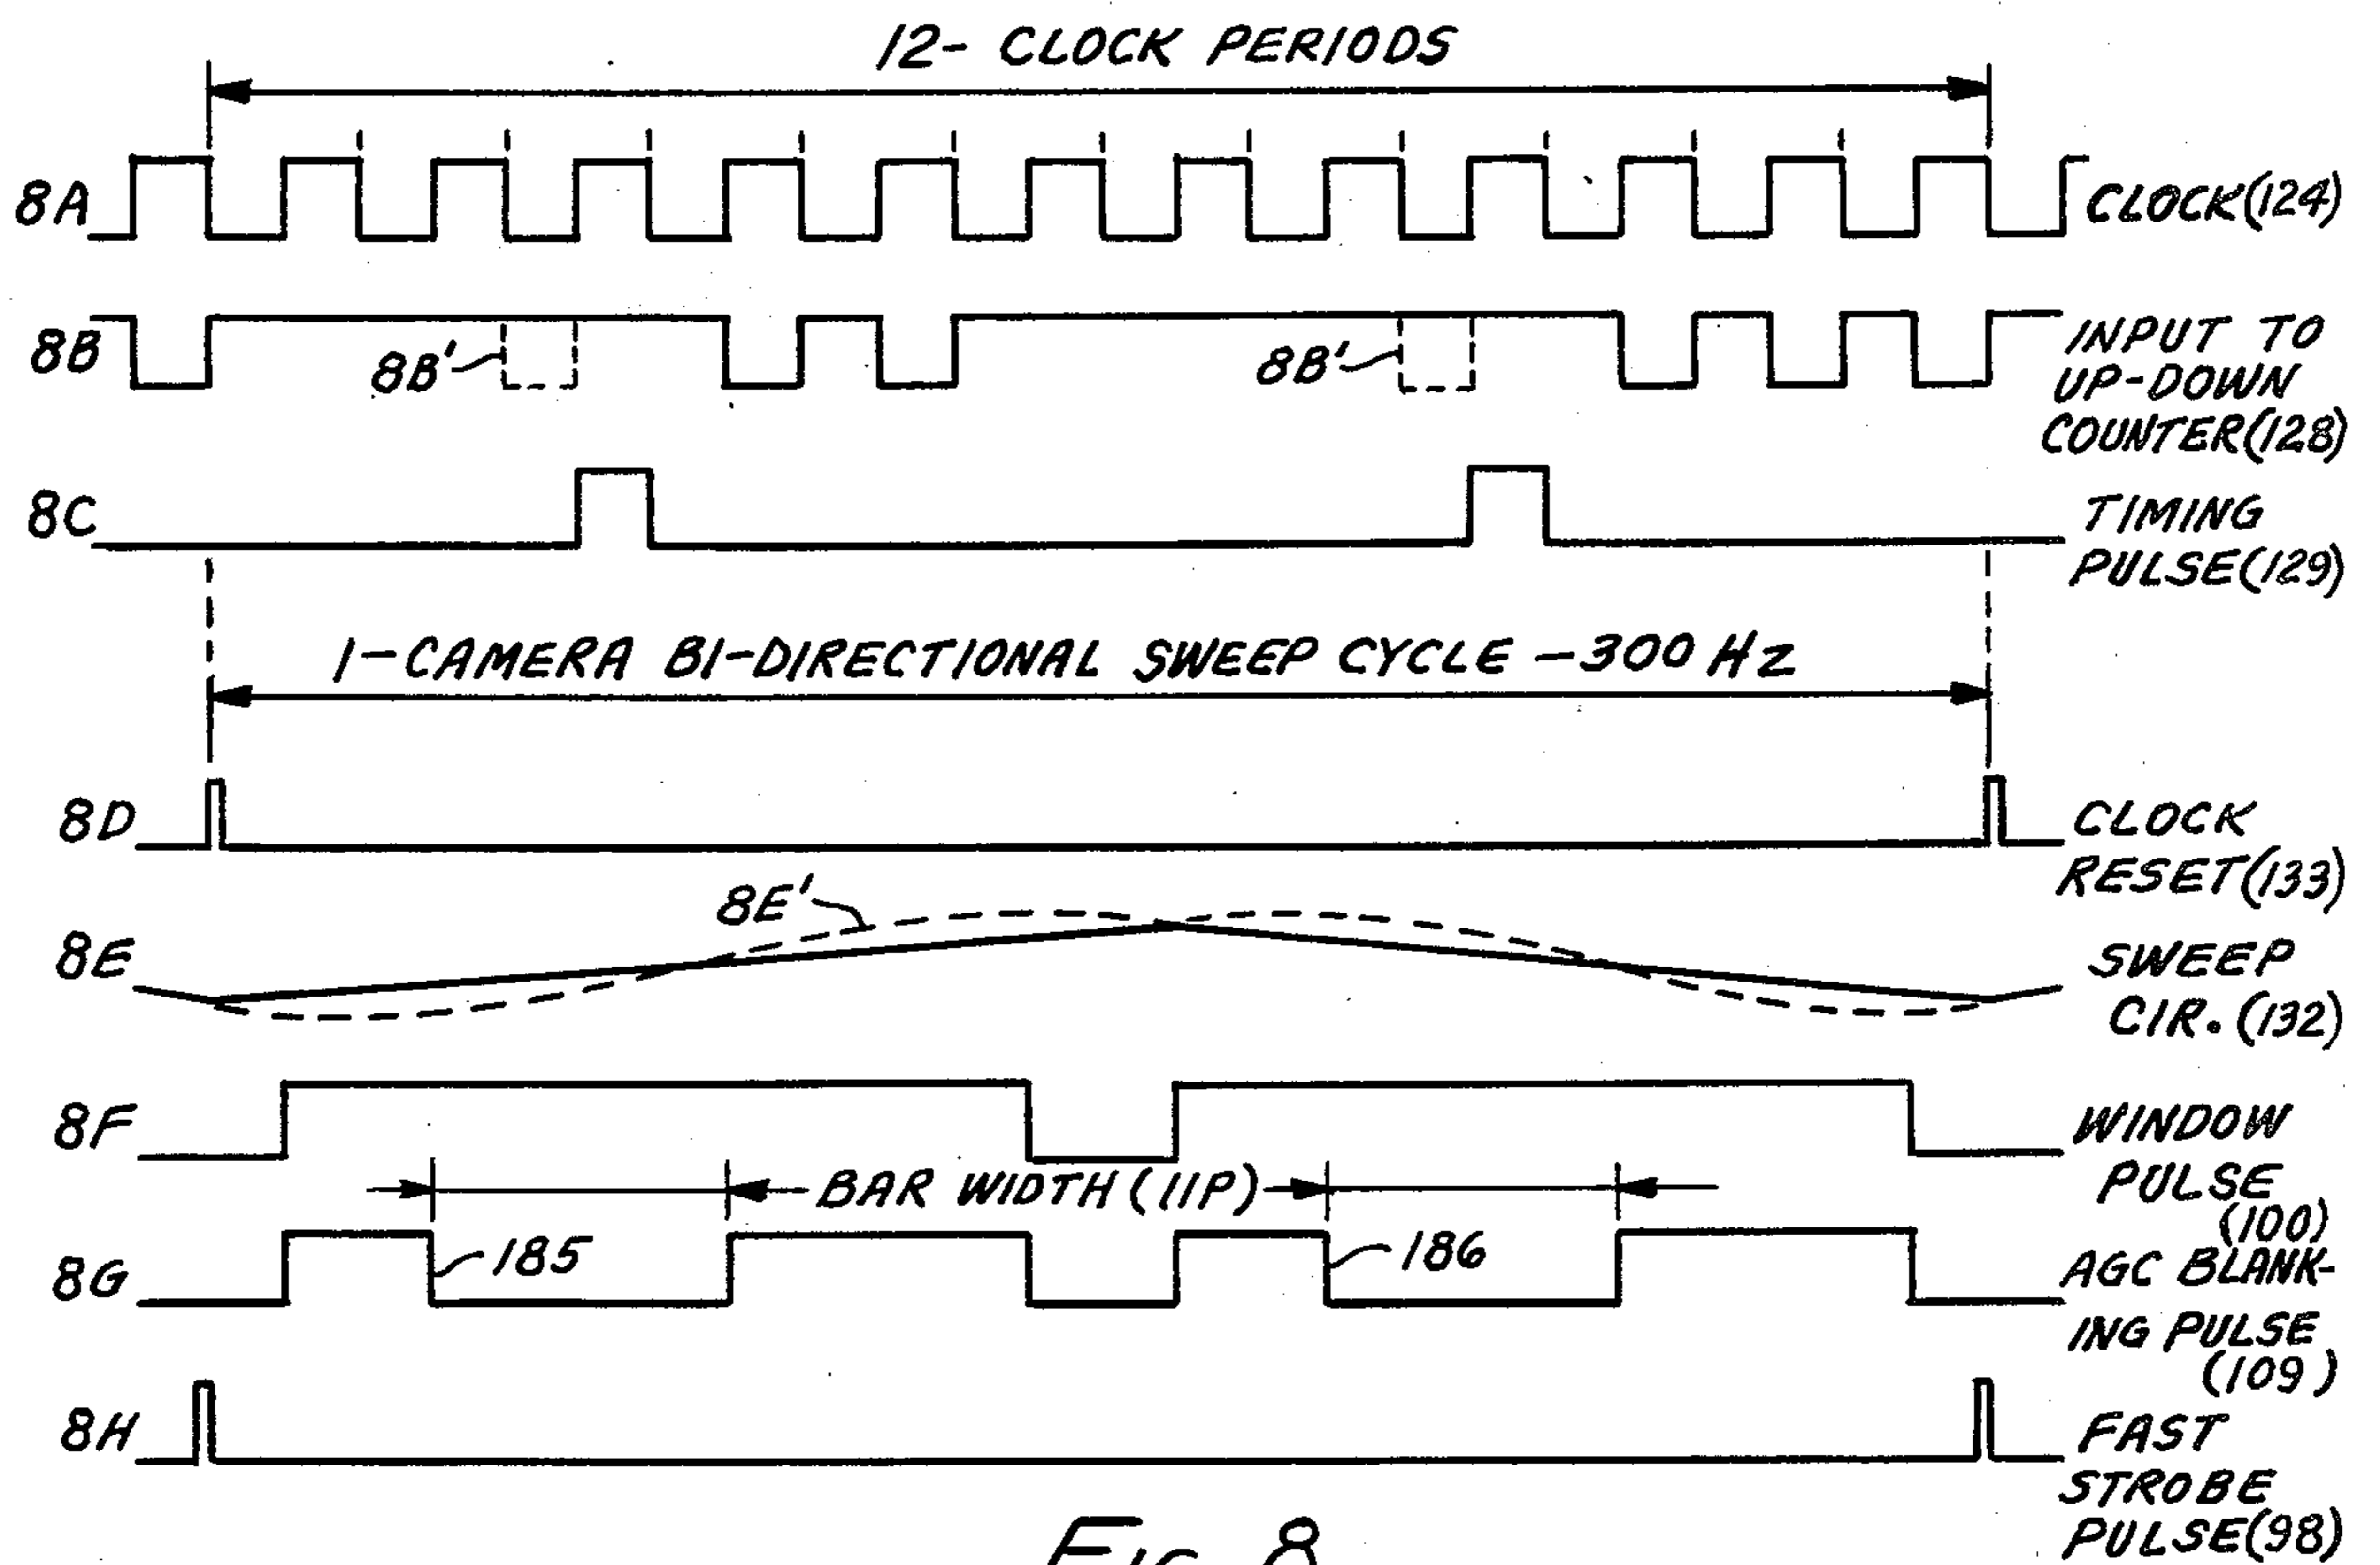 12- CLOCK PERIODS
8A
CLOCK(124)
8B
8B'
8B'
INPUT TO
UP-DOWN
COUNTER(128)
8C
TIMING
PULSE(129)
1-CAMERA BI-DIRECTIONAL SWEEP CYCLE -300 HZ
8D
CLOCK
RESET(133)
8E'
8E
SWEEP
CIR.(132)
8F
WINDOW
PULSE
(100)
BAR WIDTH(11P)
8G
185
186
AGC BLANK-
ING PULSE
(109)
8H
FAST
STROBE
PULSE(98)
FIG. 8